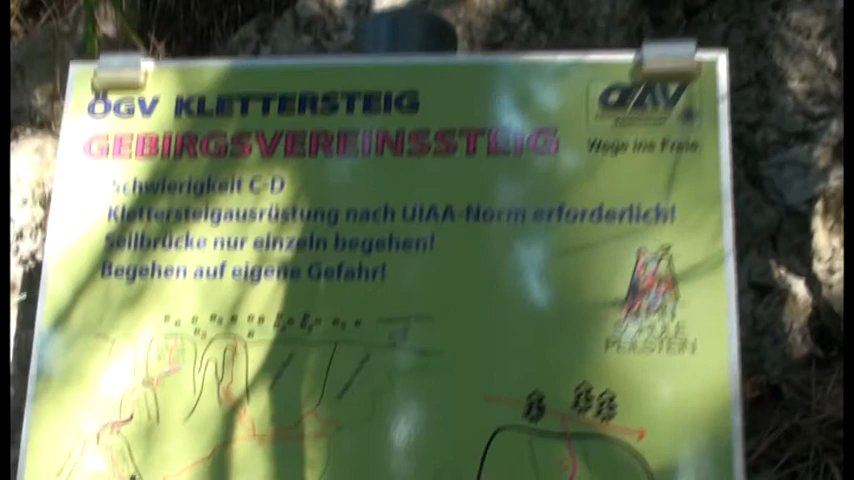 ÖGV KLETTERSTEIG
GEBIRGSVEREINSSTEIG
OEAV
Wege ins Freie.
Schwierigkeit C-D
Klettersteigausrüstung nach UIAA-Norm erforderlich!
Seilbrücke nur einzeln begehen!
Begehen auf eigene Gefahr!
SCHULE
PEILSTEIN